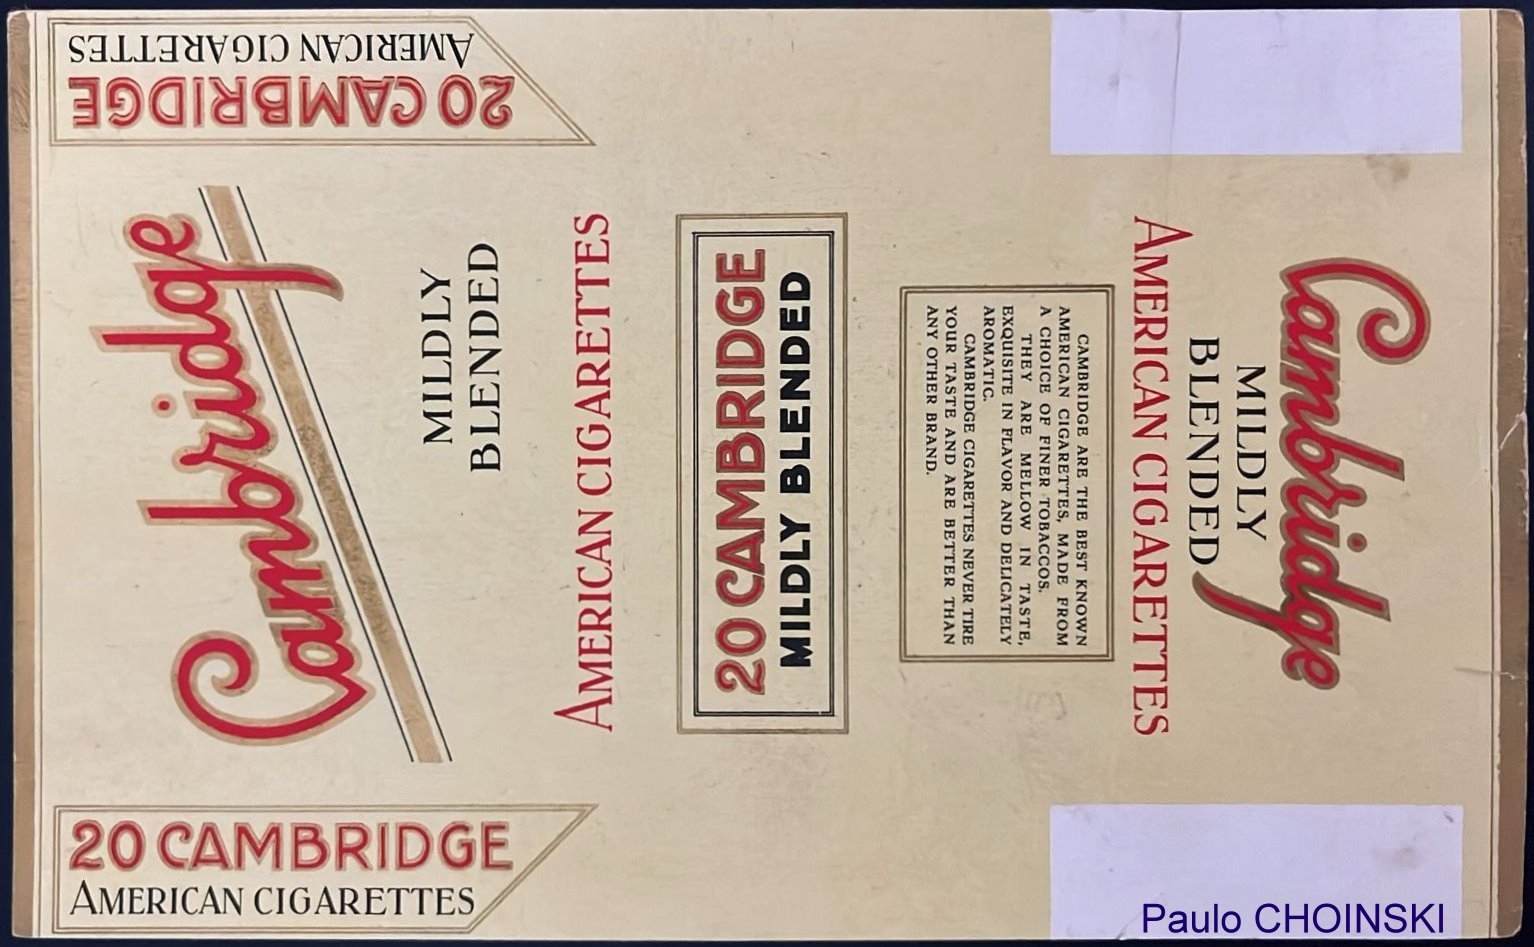 AMERICAN CIGARETTES
20 CAMBRIDGE
Cambridge
MILDLY
BLENDED
AMERICAN CIGARETTES
20 CAMBRIDGE
MILDLY BLENDED
CAMBRIDGE ARE THE BEST KNOWN
AMERICAN CIGARETTES, MADE FROM
A CHOICE OF FINER TOBACCOS.
THEY ARE MELLOW IN TASTE,
EXQUISITE IN FLAVOR AND DELICATELY
AROMATIC.
CAMBRIDGE CIGARETTES NEVER TIRE
YOUR TASTE AND ARE BETTER THAN
ANY OTHER BRAND.
Cambridge
MILDLY
BLENDED
AMERICAN CIGARETTES
20 CAMBRIDGE
AMERICAN CIGARETTES
Paulo CHOINSKI